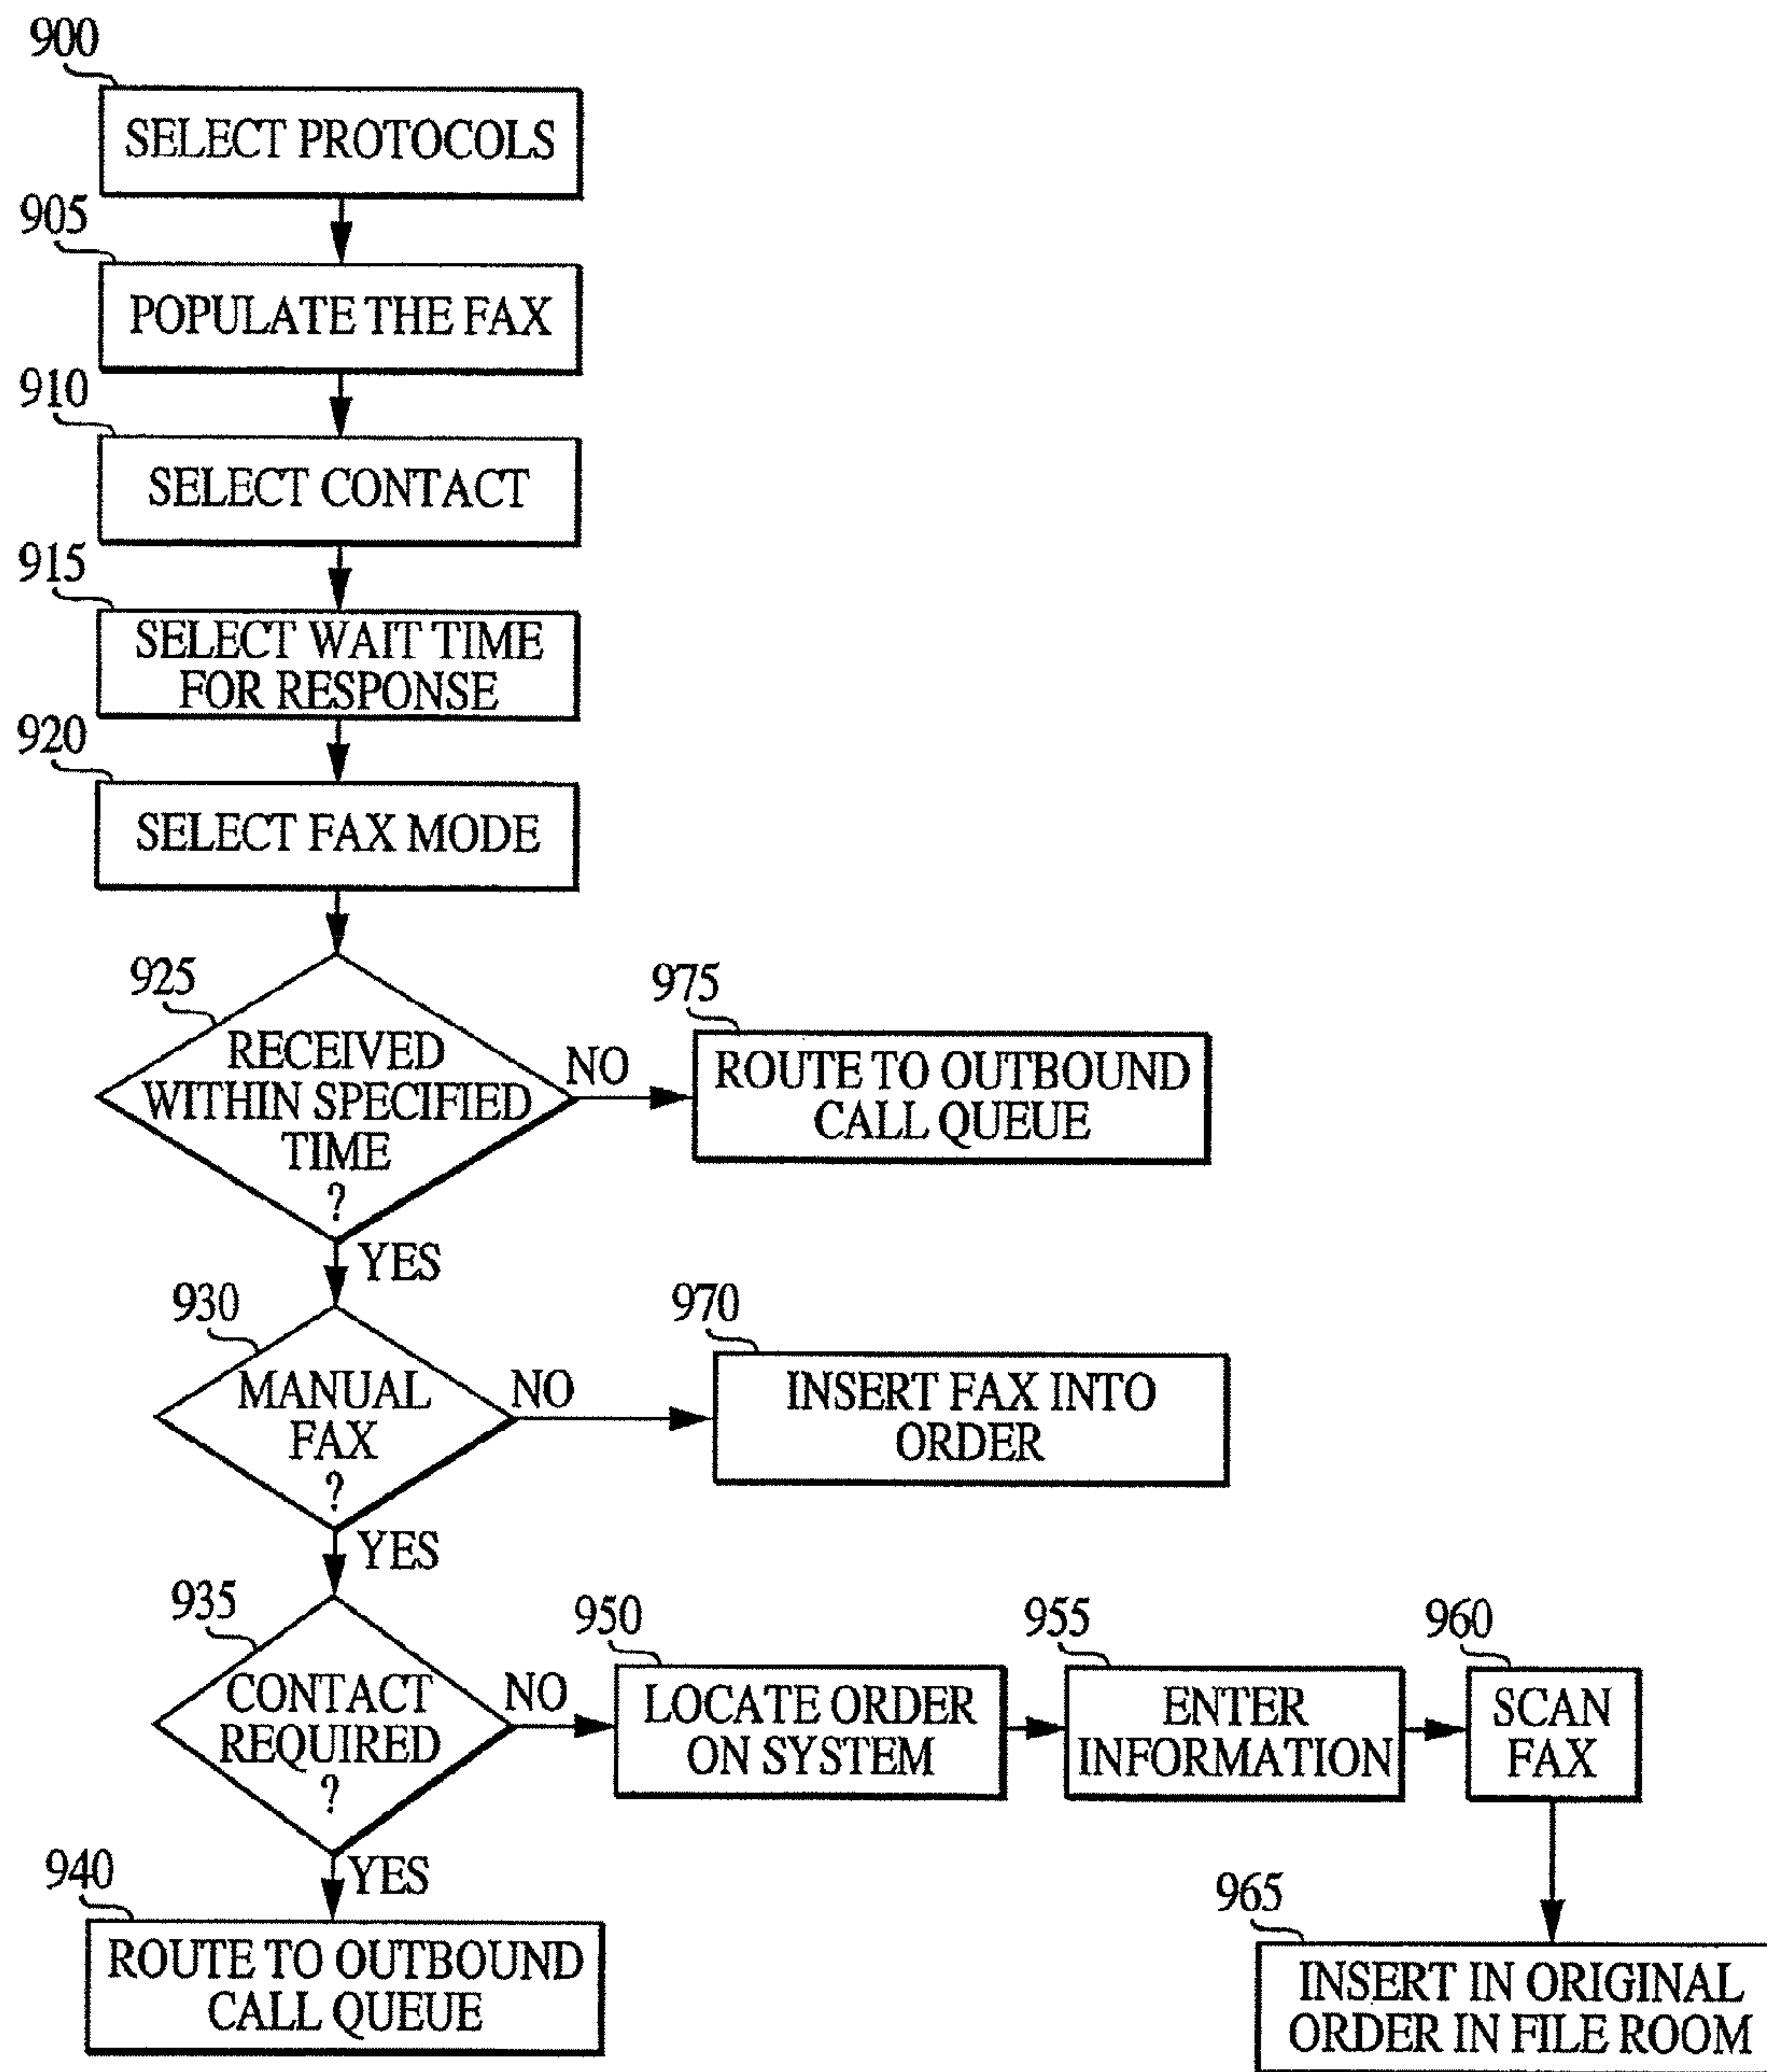 900
SELECT PROTOCOLS
905
POPULATE THE FAX
910
SELECT CONTACT
915
SELECT WAIT TIME
FOR RESPONSE
920
SELECT FAX MODE
925
RECEIVED
WITHIN SPECIFIED
TIME
?
NO
975
ROUTE TO OUTBOUND
CALL QUEUE
YES
930
MANUAL
FAX
?
NO
970
INSERT FAX INTO
ORDER
YES
935
CONTACT
REQUIRED
?
NO
950
LOCATE ORDER
ON SYSTEM
955
ENTER
INFORMATION
960
SCAN
FAX
YES
940
ROUTE TO OUTBOUND
CALL QUEUE
965
INSERT IN ORIGINAL
ORDER IN FILE ROOM